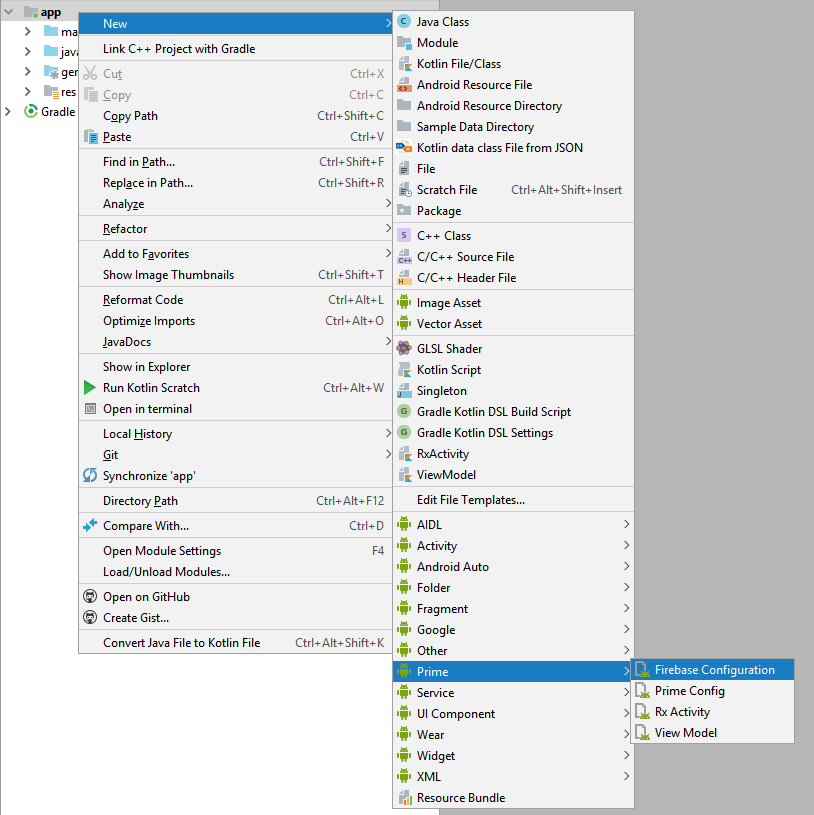 app
ma
java
ger
res
Gradle
New
Link C++ Project with Gradle
Cut Ctrl+X
Copy Ctrl+C
Copy Path Ctrl+Shift+C
Paste Ctrl+V
Find in Path... Ctrl+Shift+F
Replace in Path... Ctrl+Shift+R
Analyze
Refactor
Add to Favorites
Show Image Thumbnails Ctrl+Shift+T
Reformat Code Ctrl+Alt+L
Optimize Imports Ctrl+Alt+O
JavaDocs
Show in Explorer
Run Kotlin Scratch Ctrl+Alt+W
Open in terminal
Local History
Git
Synchronize 'app'
Directory Path Ctrl+Alt+F12
Compare With... Ctrl+D
Open Module Settings F4
Load/Unload Modules...
Open on GitHub
Create Gist...
Convert Java File to Kotlin File Ctrl+Alt+Shift+K
Java Class
Module
Kotlin File/Class
Android Resource File
Android Resource Directory
Sample Data Directory
Kotlin data class File from JSON
File
Scratch File Ctrl+Alt+Shift+Insert
Package
C++ Class
C/C++ Source File
C/C++ Header File
Image Asset
Vector Asset
GLSL Shader
Kotlin Script
Singleton
Gradle Kotlin DSL Build Script
Gradle Kotlin DSL Settings
RxActivity
ViewModel
Edit File Templates...
AIDL
Activity
Android Auto
Folder
Fragment
Google
Other
Prime
Service
UI Component
Wear
Widget
XML
Resource Bundle
Firebase Configuration
Prime Config
Rx Activity
View Model